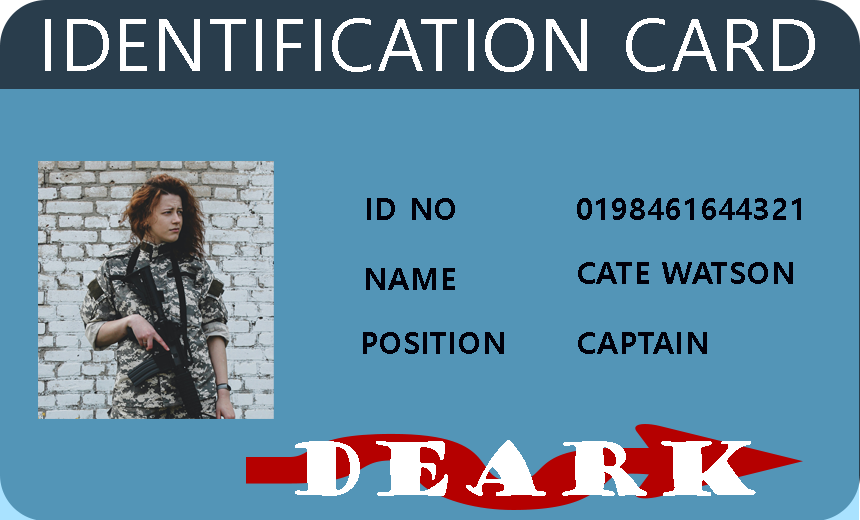 IDENTIFICATION CARD
ID NO 0198461644321
NAME CATE WATSON
POSITION CAPTAIN
DEARK